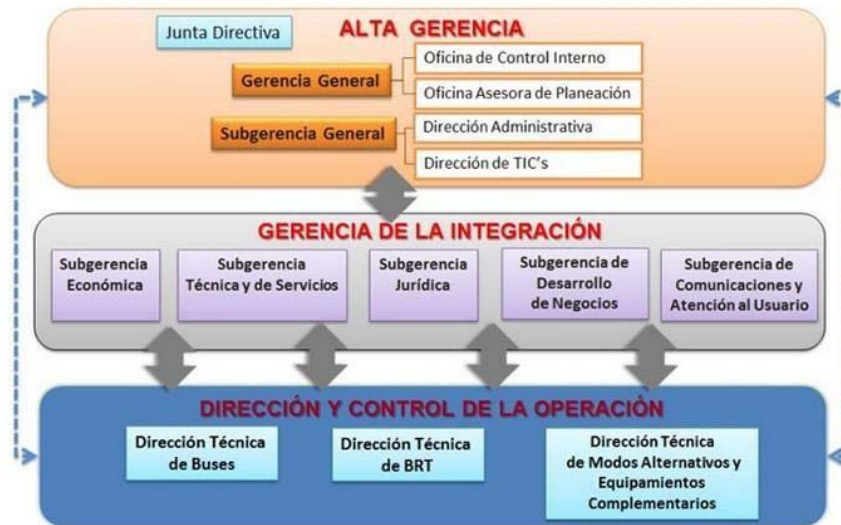 ALTA GERENCIA
Junta Directiva
Gerencia General
Oficina de Control Interno
Oficina Asesora de Planeación
Subgerencia General
Dirección Administrativa
Dirección de TIC's
GERENCIA DE LA INTEGRACIÓN
Subgerencia
Económica
Subgerencia
Técnica y de Servicios
Subgerencia
Jurídica
Subgerencia de
Desarrollo
de Negocios
Subgerencia de
Comunicaciones y
Atención al Usuario
DIRECCIÓN Y CONTROL DE LA OPERACIÓN
Dirección Técnica
de Buses
Dirección Técnica
de BRT
Dirección Técnica
de Modos Alternativos y
Equipamientos
Complementarios